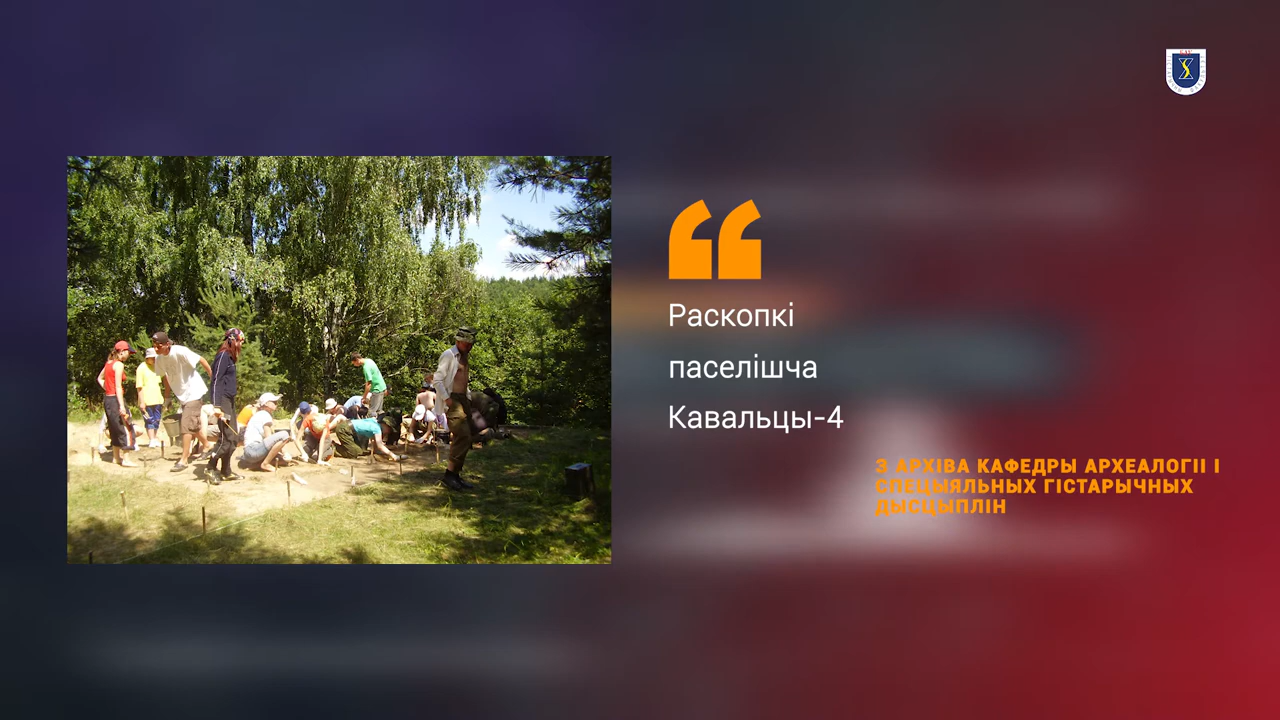 Раскопкі
паселішча
Кавальцы-4
З АРХІВА КАФЕДРЫ АРХЕАЛОГІІ І
СПЕЦЫЯЛЬНЫХ ГІСТАРЫЧНЫХ
ДЫСЦЫПЛІН